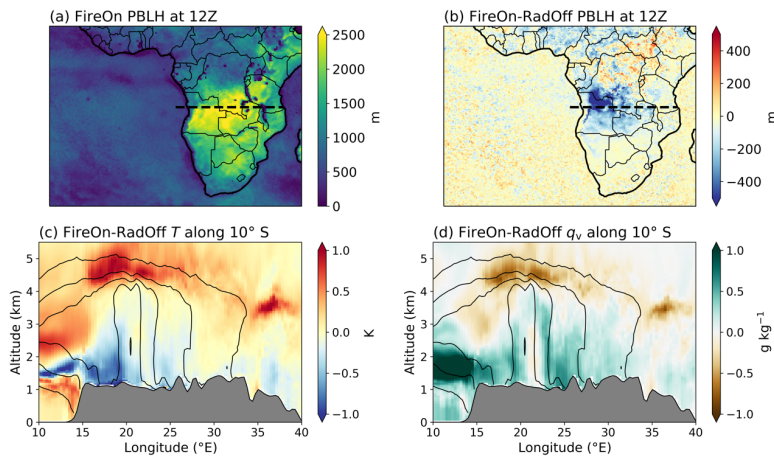 (a) FireOn PBLH at 12Z
2500
2000
1500
1000
500
0
m
(b) FireOn-RadOff PBLH at 12Z
400
200
0
−200
−400
m
(c) FireOn-RadOff T along 10° S
5
4
3
2
1
0
Altitude (km)
10 15 20 25 30 35 40
Longitude (°E)
1.0
0.5
0.0
−0.5
−1.0
K
(d) FireOn-RadOff qv along 10° S
5
4
3
2
1
0
Altitude (km)
10 15 20 25 30 35 40
Longitude (°E)
1.0
0.5
0.0
−0.5
−1.0
g kg⁻¹